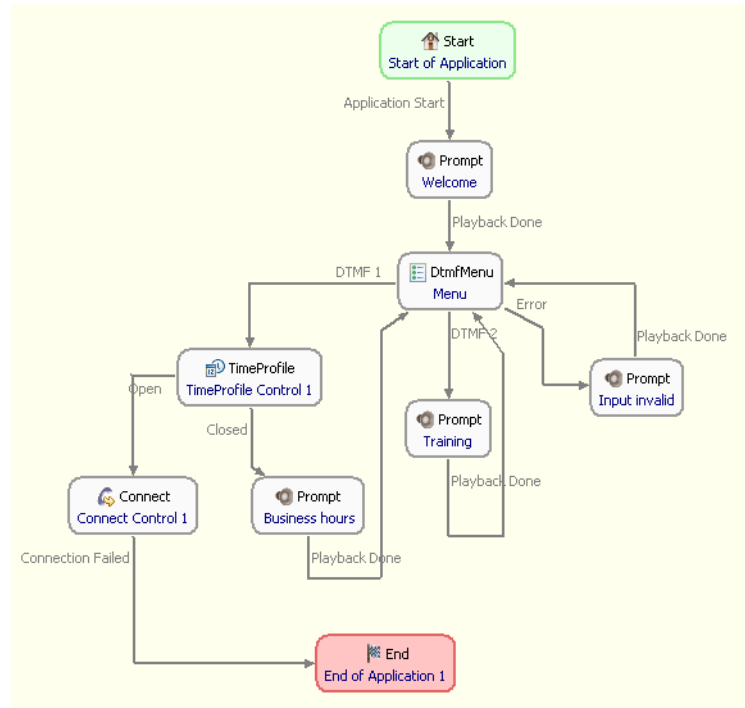 Start
Start of Application
Application Start
Prompt
Welcome
Playback Done
DtmfMenu
Menu
DTMF 1
DTMF 2
Error
Playback Done
TimeProfile
TimeProfile Control 1
Prompt
Input invalid
Open
Closed
Prompt
Training
Playback Done
Connect
Connect Control 1
Prompt
Business hours
Connection Failed
Playback Done
End
End of Application 1